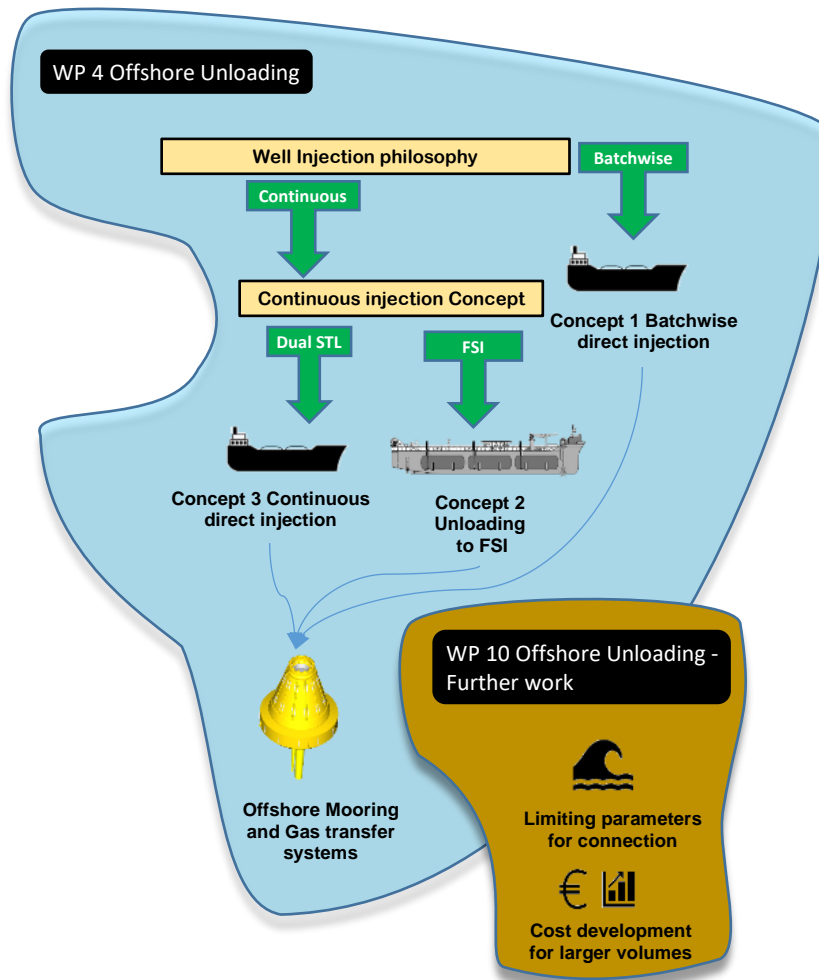 WP 4 Offshore Unloading
Well Injection philosophy
Batchwise
Continuous
Continuous injection Concept
Concept 1 Batchwise
direct injection
Dual STL
FSI
Concept 3 Continuous
direct injection
Concept 2
Unloading
to FSI
WP 10 Offshore Unloading -
Further work
Offshore Mooring
and Gas transfer
systems
Limiting parameters
for connection
€
Cost development
for larger volumes